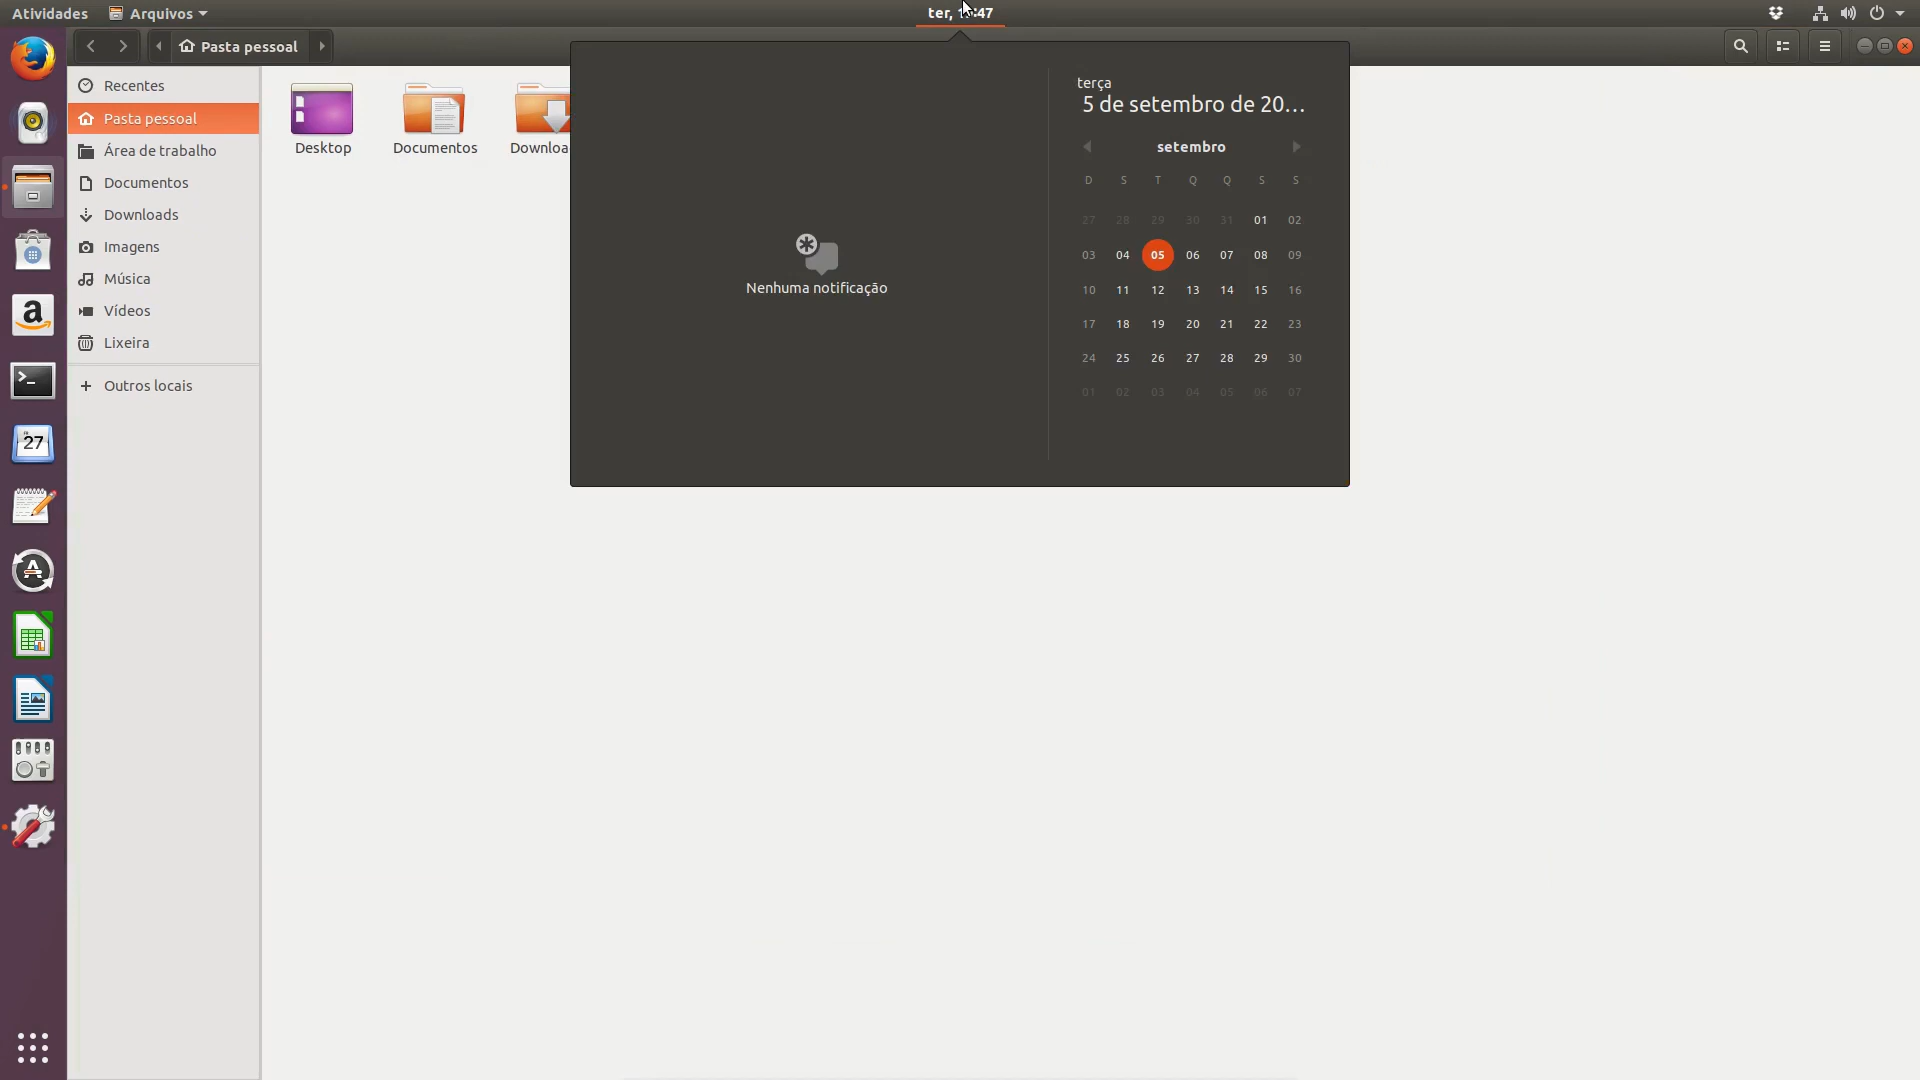 Atividades
Arquivos
ter,
:47
Pasta pessoal
Recentes
Pasta pessoal
Área de trabalho
Documentos
Downloads
Imagens
Música
Vídeos
Lixeira
Outros locais
Desktop
Documentos
Downloa
Nenhuma notificação
terça
5 de setembro de 20…
setembro
D S T Q Q S S
27 28 29 30 31 01 02
03 04 05 06 07 08 09
10 11 12 13 14 15 16
17 18 19 20 21 22 23
24 25 26 27 28 29 30
01 02 03 04 05 06 07
a
27
A